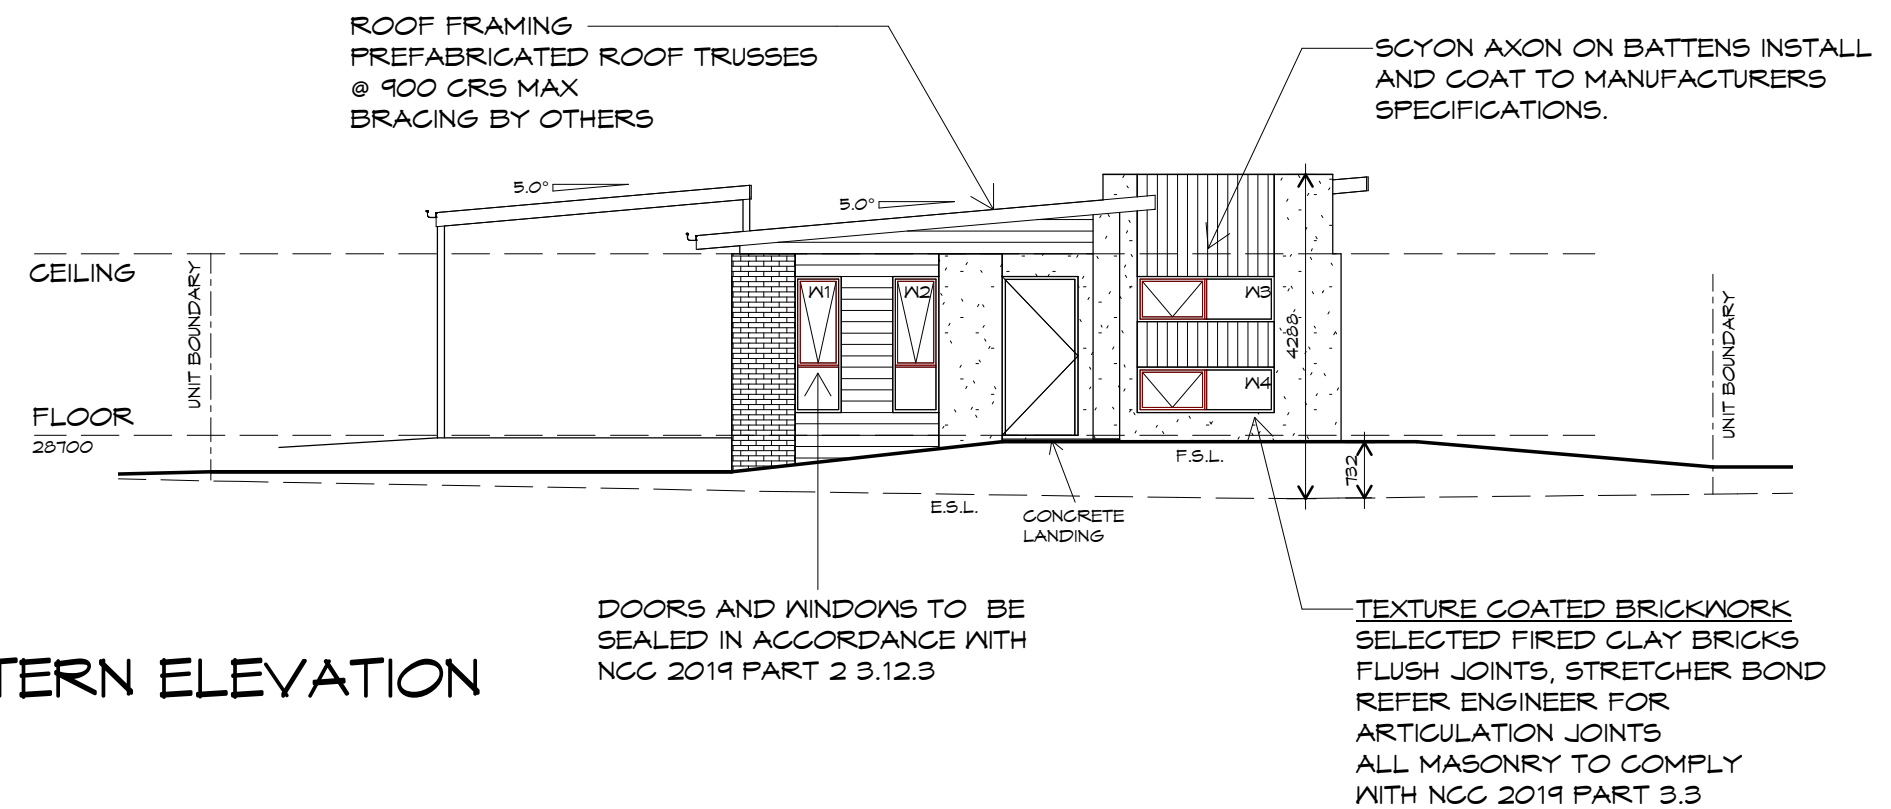 ROOF FRAMING
PREFABRICATED ROOF TRUSSES
@ 900 CRS MAX
BRACING BY OTHERS
SCYON AXON ON BATTENS INSTALL
AND COAT TO MANUFACTURERS
SPECIFICATIONS.
5.0°
5.0°
CEILING
UNIT BOUNDARY
W1
W2
W3
4288
W4
UNIT BOUNDARY
FLOOR
28700
F.S.L.
732
E.S.L.
CONCRETE
LANDING
DOORS AND WINDOWS TO BE
SEALED IN ACCORDANCE WITH
NCC 2019 PART 2 3.12.3
TEXTURE COATED BRICKWORK
SELECTED FIRED CLAY BRICKS
FLUSH JOINTS, STRETCHER BOND
REFER ENGINEER FOR
ARTICULATION JOINTS
ALL MASONRY TO COMPLY
WITH NCC 2019 PART 3.3
TERN ELEVATION